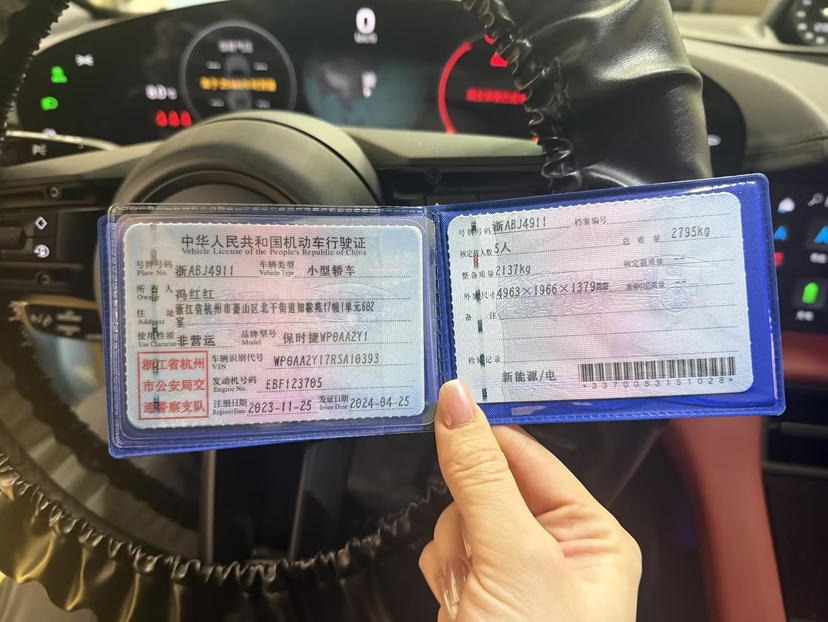 中华人民共和国机动车行驶证
Vehicle License of the People's Republic of China
号牌号码 浙ABJ4911 车辆类型 小型轿车
Plate No. Vehicle Type
所有人 冯红红
Owner
住址 浙江省杭州市萧山区北干街道知稼苑17幢1单元602
Address 室
使用性质 非营运 品牌型号 保时捷WP0AA2Y1
Use Character Model
浙江省杭州
市公安局交
通警察支队
车辆识别代号 WP0AA2Y17RSA10393
VIN
发动机号码 EBF123705
Engine No.
注册日期 2023-11-25 发证日期 2024-04-25
Register Date Issue Date
号牌号码 浙ABJ4911 档案编号
核定载人数 5人 总质量 2795kg
整备质量 2137kg 核定载质量 --
外廓尺寸 4963×1966×1379 --
备注
检验记录
新能源/电
*3370053151028*
0